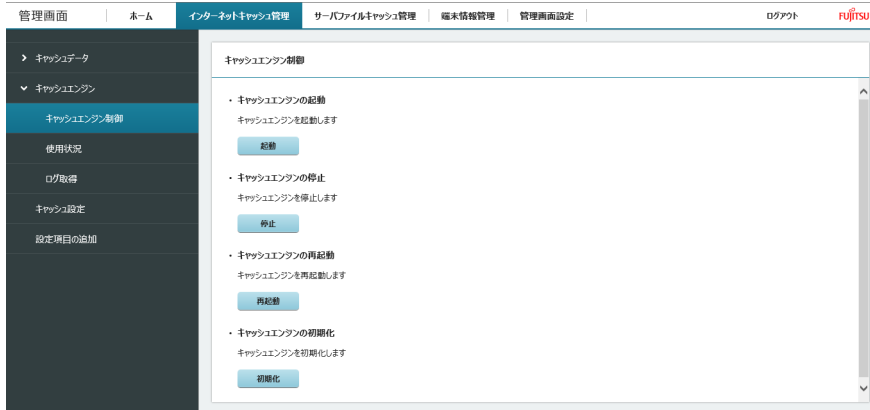 管理画面 ホーム インターネットキャッシュ管理 サーバファイルキャッシュ管理 端末情報管理 管理画面設定 ログアウト FUJITSU
キャッシュデータ
キャッシュエンジン
キャッシュエンジン制御
使用状況
ログ取得
キャッシュ設定
設定項目の追加
キャッシュエンジン制御
・ キャッシュエンジンの起動
キャッシュエンジンを起動します
起動
・ キャッシュエンジンの停止
キャッシュエンジンを停止します
停止
・ キャッシュエンジンの再起動
キャッシュエンジンを再起動します
再起動
・ キャッシュエンジンの初期化
キャッシュエンジンを初期化します
初期化